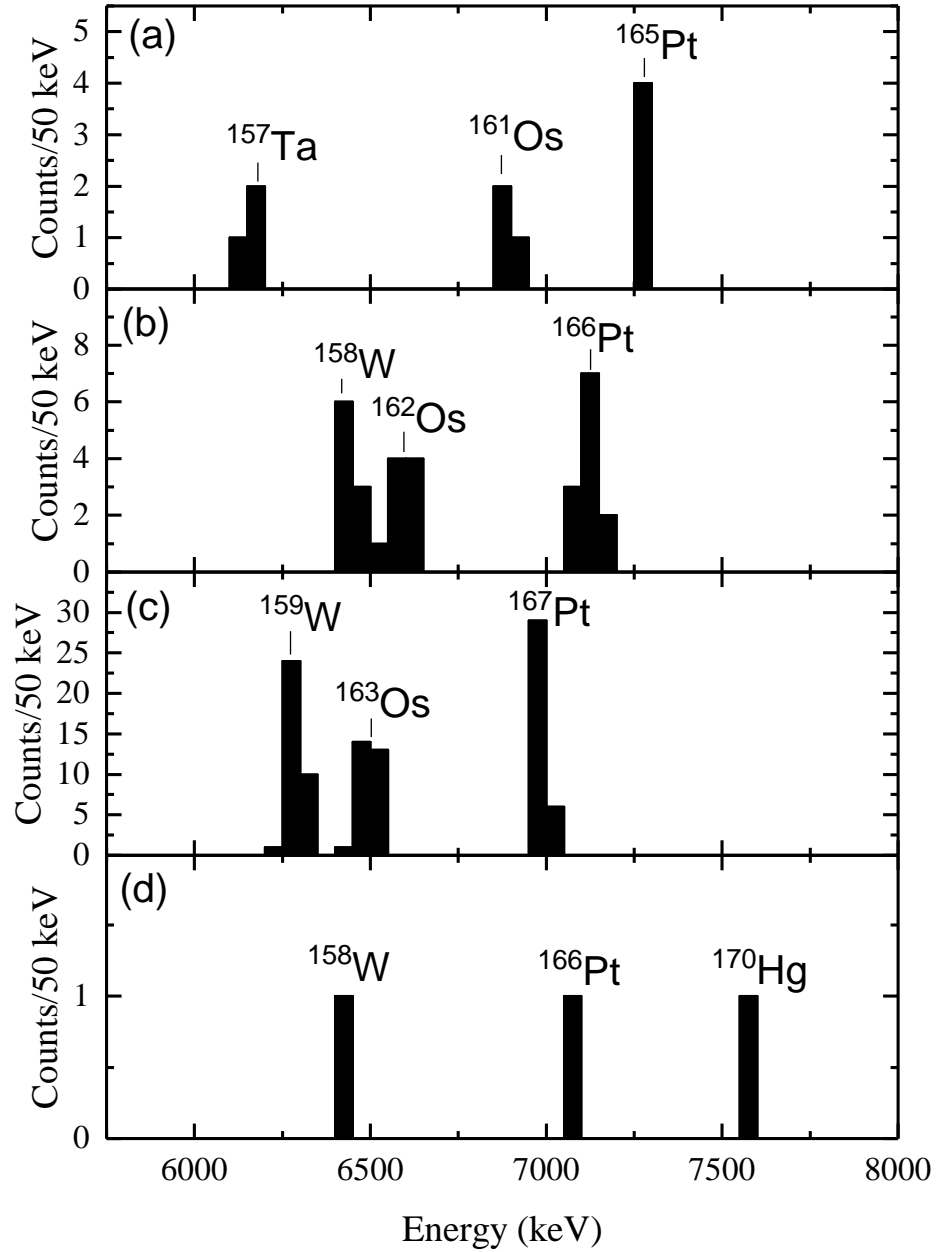 (a)
Counts/50 keV
5
4
3
2
1
0
¹⁵⁷Ta
¹⁶¹Os
¹⁶⁵Pt
(b)
Counts/50 keV
8
6
4
2
0
¹⁵⁸W
¹⁶²Os
¹⁶⁶Pt
(c)
Counts/50 keV
30
25
20
15
10
5
0
¹⁵⁹W
¹⁶³Os
¹⁶⁷Pt
(d)
Counts/50 keV
1
0
¹⁵⁸W
¹⁶⁶Pt
¹⁷⁰Hg
6000 6500 7000 7500 8000
Energy (keV)